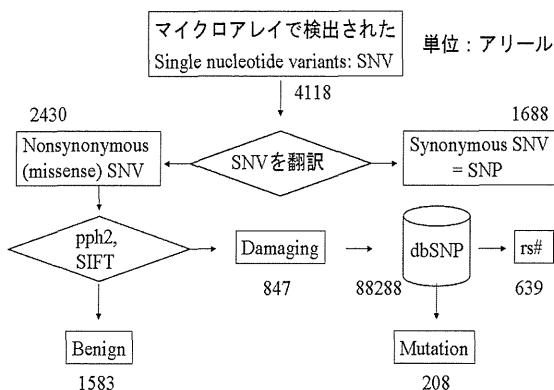 マイクロアレイで検出された
Single nucleotide variants: SNV
単位：アリール
4118
2430
1688
Nonsynonymous
(missense) SNV
SNVを翻訳
Synonymous SNV
= SNP
pph2,
SIFT
Damaging
dbSNP
rs#
847
88288
639
Benign
Mutation
1583
208